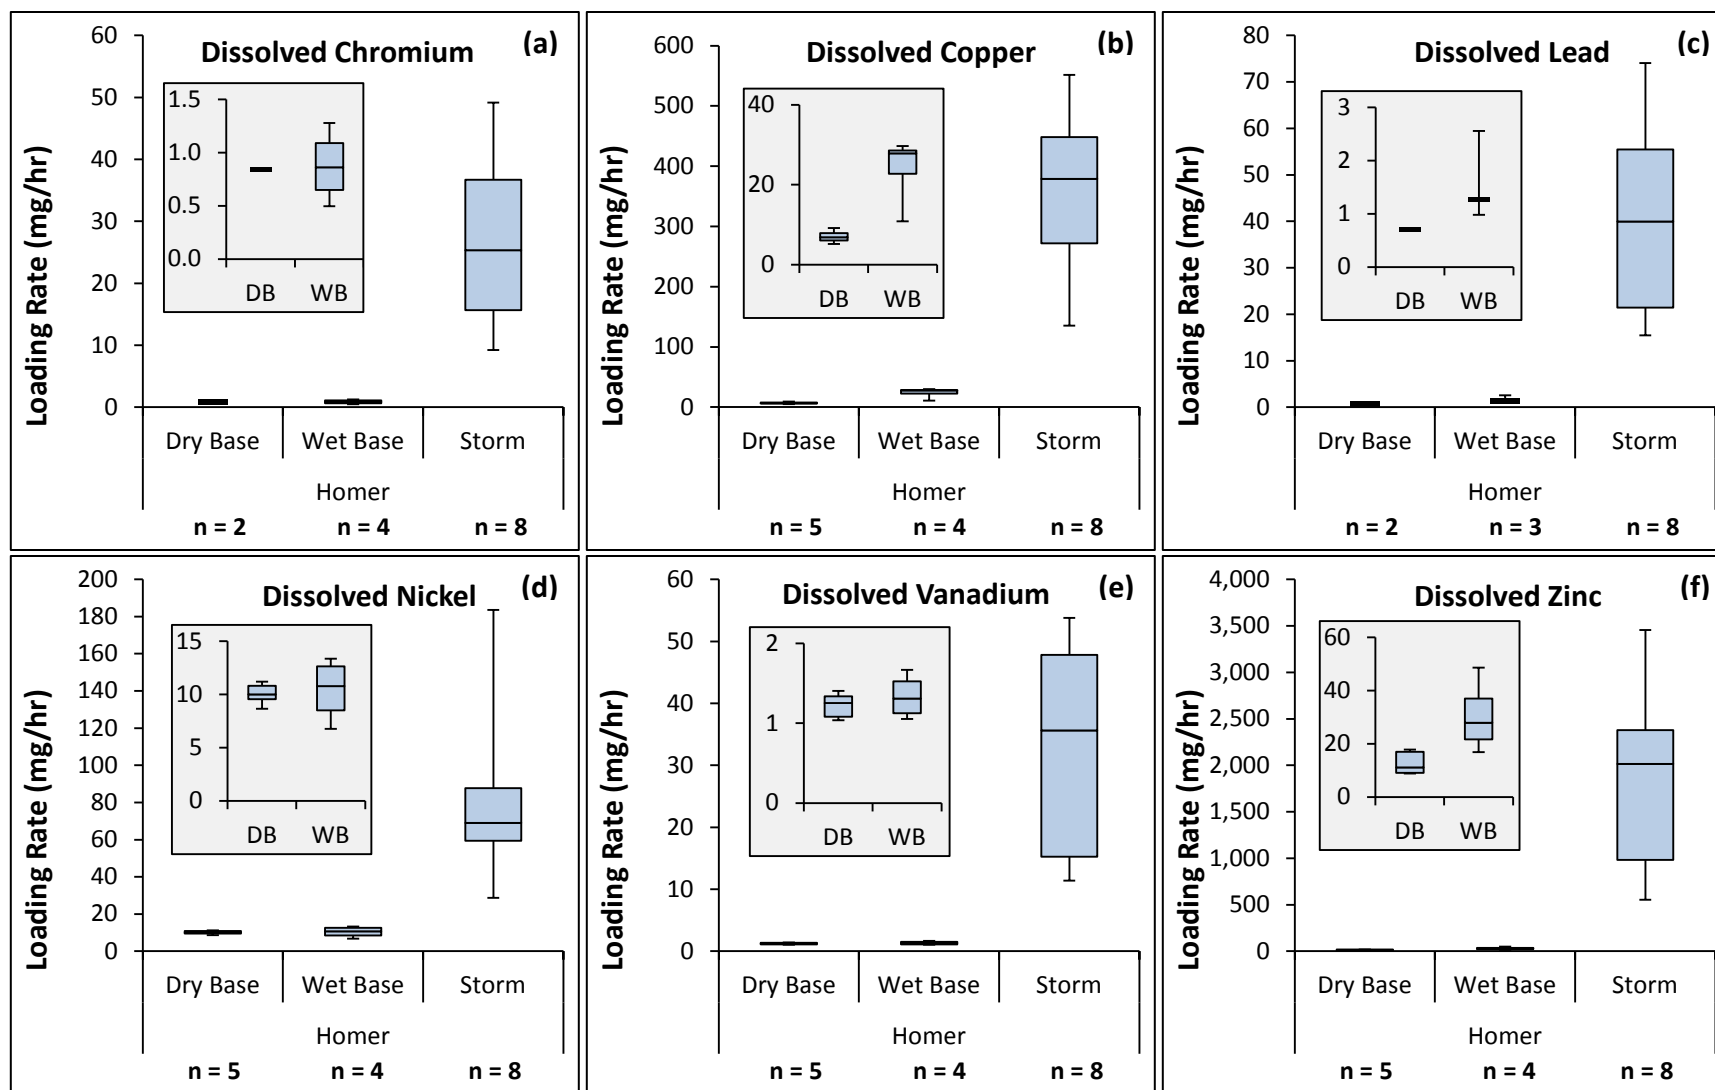 Dissolved Chromium (a)
Loading Rate (mg/hr)
60
50
40
30
20
10
0
1.5
1.0
0.5
0.0
DB WB
Dry Base Wet Base Storm
Homer
n = 2 n = 4 n = 8
Dissolved Copper (b)
Loading Rate (mg/hr)
600
500
400
300
200
100
0
40
20
0
DB WB
Dry Base Wet Base Storm
Homer
n = 5 n = 4 n = 8
Dissolved Lead (c)
Loading Rate (mg/hr)
80
70
60
50
40
30
20
10
0
3
2
1
0
DB WB
Dry Base Wet Base Storm
Homer
n = 2 n = 3 n = 8
Dissolved Nickel (d)
Loading Rate (mg/hr)
200
180
160
140
120
100
80
60
40
20
0
15
10
5
0
DB WB
Dry Base Wet Base Storm
Homer
n = 5 n = 4 n = 8
Dissolved Vanadium (e)
Loading Rate (mg/hr)
60
50
40
30
20
10
0
2
1
0
DB WB
Dry Base Wet Base Storm
Homer
n = 5 n = 4 n = 8
Dissolved Zinc (f)
Loading Rate (mg/hr)
4,000
3,500
3,000
2,500
2,000
1,500
1,000
500
0
60
40
20
0
DB WB
Dry Base Wet Base Storm
Homer
n = 5 n = 4 n = 8